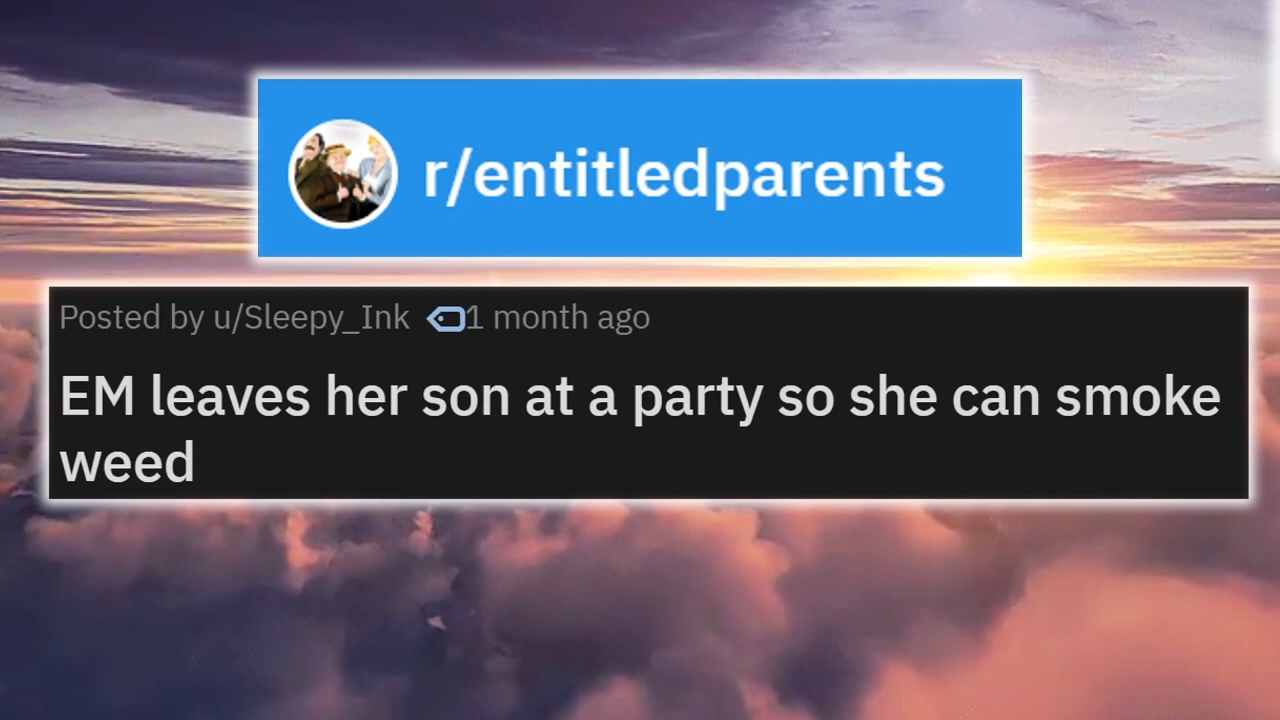 r/entitledparents
Posted by u/Sleepy_Ink 1 month ago
EM leaves her son at a party so she can smoke
weed